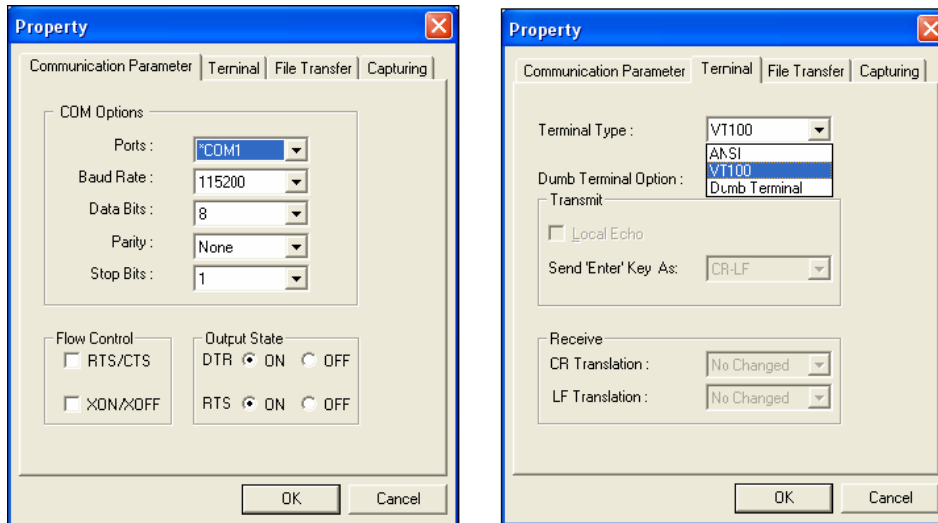 Property
Communication Parameter Terminal File Transfer Capturing
COM Options
Ports :
*COM1
Baud Rate :
115200
Data Bits :
8
Parity :
None
Stop Bits :
1
Flow Control
RTS/CTS
XON/XOFF
Output State
DTR ON OFF
RTS ON OFF
OK Cancel
Property
Communication Parameter Terminal File Transfer Capturing
Terminal Type :
VT100
ANSI
VT100
Dumb Terminal
Dumb Terminal Option :
Transmit
Local Echo
Send 'Enter' Key As:
CR-LF
Receive
CR Translation :
No Changed
LF Translation :
No Changed
OK Cancel